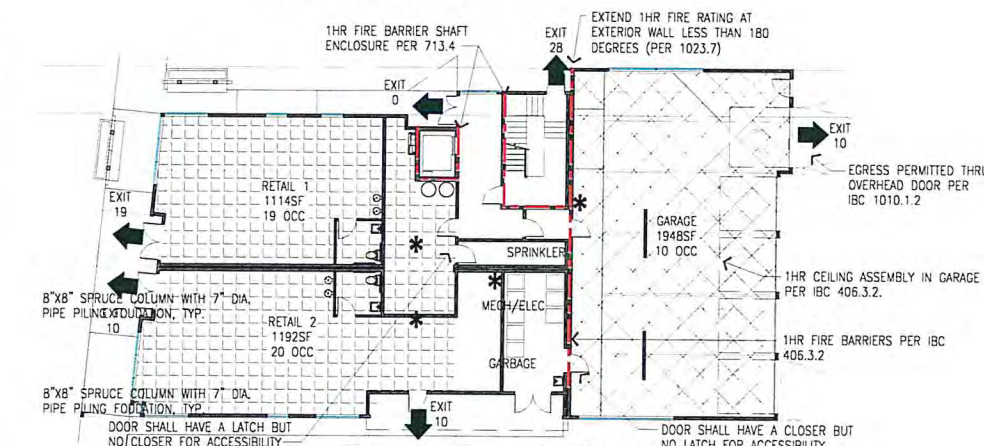 1HR FIRE BARRIER SHAFT
ENCLOSURE PER 713.4
EXIT
28
EXTEND 1HR FIRE RATING AT
EXTERIOR WALL LESS THAN 180
DEGREES (PER 1023.7)
EXIT
0
EXIT
10
EGRESS PERMITTED THRU
OVERHEAD DOOR PER
IBC 1010.1.2
RETAIL 1
1114SF
19 OCC
EXIT
19
*
*
GARAGE
1948SF
10 OCC
SPRINKLER
1HR CEILING ASSEMBLY IN GARAGE
PER IBC 406.3.2.
8"X8" SPRUCE COLUMN WITH 7" DIA.
PIPE PILING FOUDATION, TYP.
EXIT
10
*
*
MECH/ELEC
RETAIL 2
1192SF
20 OCC
1HR FIRE BARRIERS PER IBC
406.3.2
GARBAGE
8"X8" SPRUCE COLUMN WITH 7" DIA.
PIPE PILING FOUDATION, TYP.
EXIT
10
DOOR SHALL HAVE A LATCH BUT
NO CLOSER FOR ACCESSIBILITY
DOOR SHALL HAVE A CLOSER BUT
NO LATCH FOR ACCESSIBILITY